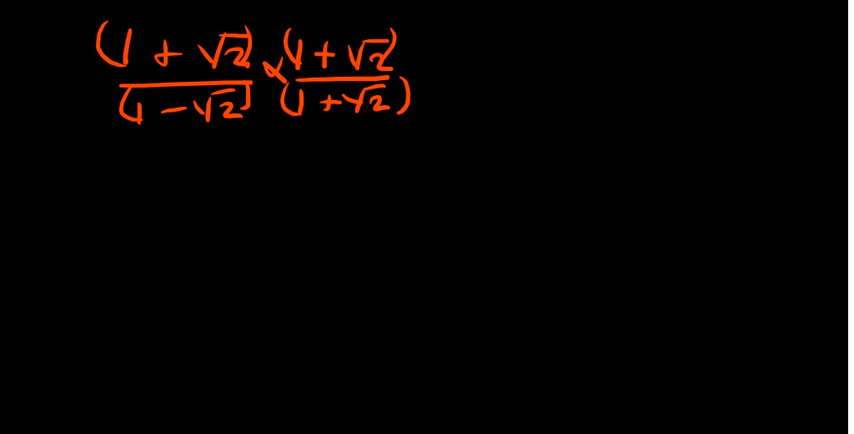 (1 + √2) × (1 + √2)
(1 - √2) (1 + √2)